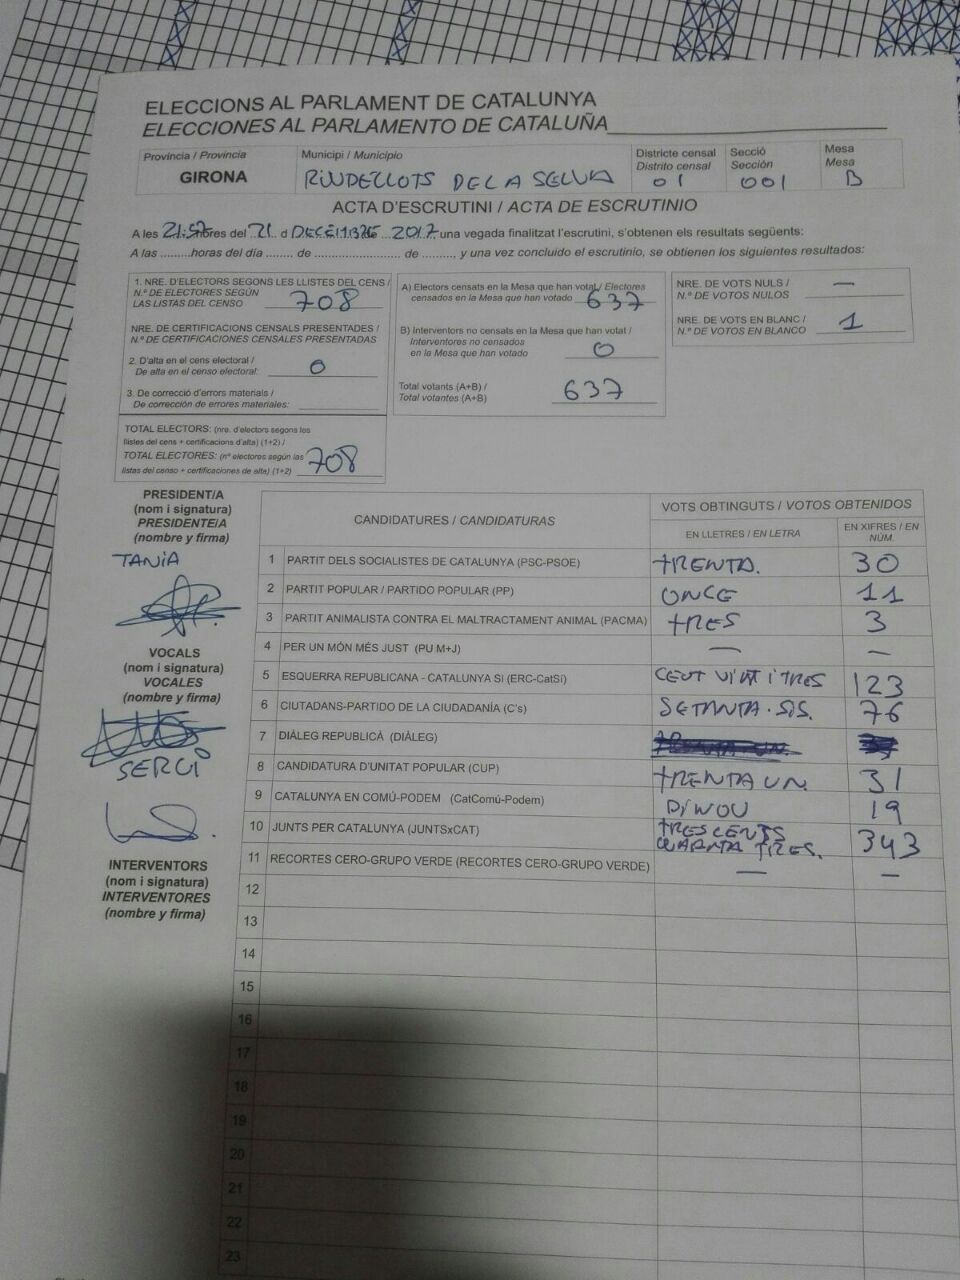 ELECCIONS AL PARLAMENT DE CATALUNYA
ELECCIONES AL PARLAMENTO DE CATALUÑA
Província / Provincia
GIRONA
Municipi / Municipio
RIUDELLOTS DE LA SELVA
Districte censal
Distrito censal
01
Secció
Sección
001
Mesa
Mesa
B
ACTA D'ESCRUTINI / ACTA DE ESCRUTINIO
A les 21:57 hores del 21 d DECEMBRE de 2017 una vegada finalitzat l'escrutini, s'obtenen els resultats següents:
A las .........horas del día ........ de .......................... de ........., y una vez concluido el escrutinio, se obtienen los siguientes resultados:
1. NRE. D'ELECTORS SEGONS LES LLISTES DEL CENS /
N.º DE ELECTORES SEGÚN
LAS LISTAS DEL CENSO 708
NRE. DE CERTIFICACIONS CENSALS PRESENTADES /
N.º DE CERTIFICACIONES CENSALES PRESENTADAS
2. D'alta en el cens electoral /
De alta en el censo electoral: 0
3. De correcció d'errors materials /
De corrección de errores materiales:
TOTAL ELECTORS: (nre. d'electors segons les
llistes del cens + certificacions d'alta) (1+2) /
TOTAL ELECTORES: (nº electores según las
listas del censo + certificaciones de alta) (1+2) 708
A) Electors censats en la Mesa que han votat / Electores
censados en la Mesa que han votado 637
B) Interventors no censats en la Mesa que han votat /
Interventores no censados
en la Mesa que han votado 0
Total votants (A+B) /
Total votantes (A+B) 637
NRE. DE VOTS NULS /
N.º DE VOTOS NULOS —
NRE. DE VOTS EN BLANC /
N.º DE VOTOS EN BLANCO 1
PRESIDENT/A
(nom i signatura)
PRESIDENTE/A
(nombre y firma)
TANIA
VOCALS
(nom i signatura)
VOCALES
(nombre y firma)
SERGI
INTERVENTORS
(nom i signatura)
INTERVENTORES
(nombre y firma)
CANDIDATURES / CANDIDATURAS
VOTS OBTINGUTS / VOTOS OBTENIDOS
EN LLETRES / EN LETRA
EN XIFRES / EN
NÚM.
1 PARTIT DELS SOCIALISTES DE CATALUNYA (PSC-PSOE) TRENTA. 30
2 PARTIT POPULAR / PARTIDO POPULAR (PP) ONCE 11
3 PARTIT ANIMALISTA CONTRA EL MALTRACTAMENT ANIMAL (PACMA) TRES 3
4 PER UN MÓN MÉS JUST (PU M+J) — —
5 ESQUERRA REPUBLICANA - CATALUNYA SI (ERC-CatSí) CENT VINT I TRES 123
6 CIUTADANS-PARTIDO DE LA CIUDADANÍA (C's) SETANTA·SIS. 76
7 DIÀLEG REPUBLICÀ (DIÀLEG)
8 CANDIDATURA D'UNITAT POPULAR (CUP) TRENTA UN 31
9 CATALUNYA EN COMÚ-PODEM (CatComú-Podem) DINOU 19
10 JUNTS PER CATALUNYA (JUNTSxCAT) TRES CENTS
QUARANTA TRES. 343
11 RECORTES CERO-GRUPO VERDE (RECORTES CERO-GRUPO VERDE) — —
12
13
14
15
16
17
18
19
20
21
22
23